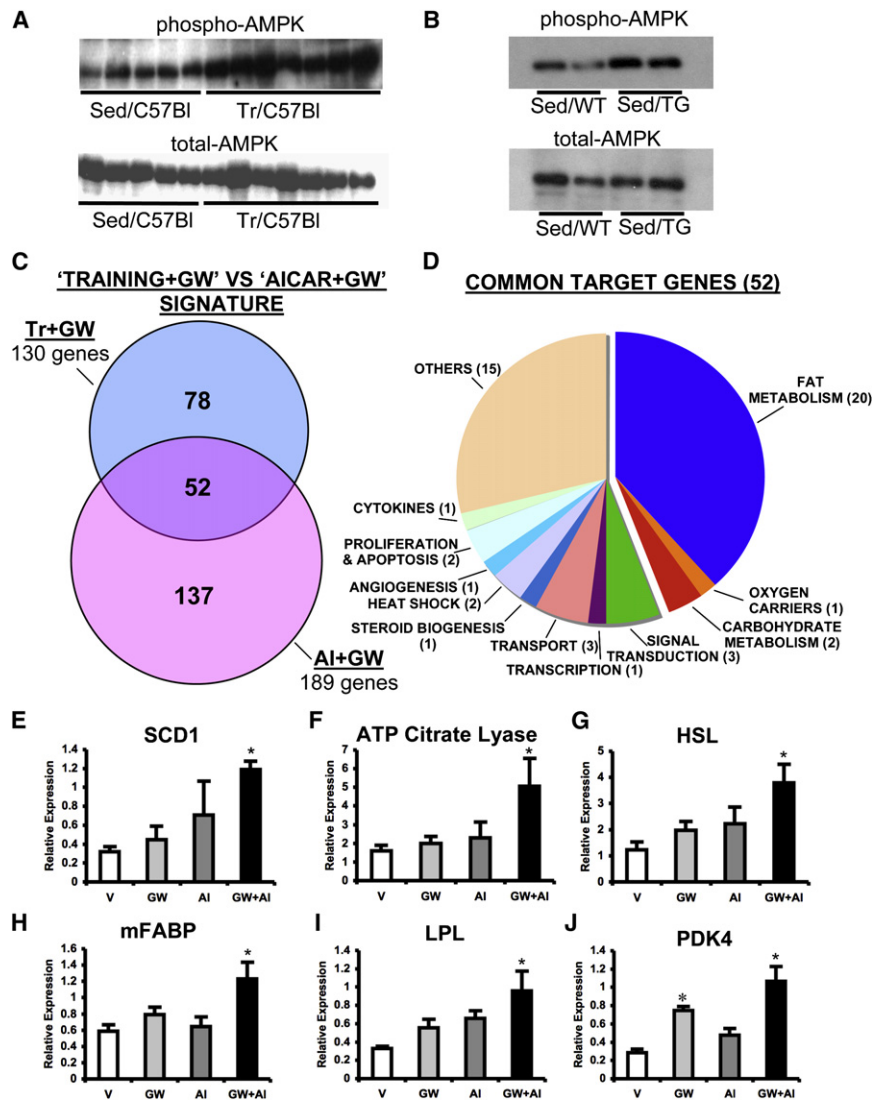 A
phospho-AMPK
Sed/C57Bl
Tr/C57Bl
total-AMPK
Sed/C57Bl
Tr/C57Bl
B
phospho-AMPK
Sed/WT
Sed/TG
total-AMPK
Sed/WT
Sed/TG
C
'TRAINING+GW' VS 'AICAR+GW'
SIGNATURE
Tr+GW
130 genes
78
52
137
AI+GW
189 genes
D
COMMON TARGET GENES (52)
OTHERS (15)
FAT
METABOLISM (20)
CYTOKINES (1)
PROLIFERATION
& APOPTOSIS (2)
ANGIOGENESIS (1)
HEAT SHOCK (2)
STEROID BIOGENESIS
(1)
TRANSPORT (3)
TRANSCRIPTION (1)
SIGNAL
TRANSDUCTION (3)
CARBOHYDRATE
METABOLISM (2)
OXYGEN
CARRIERS (1)
E
SCD1
Relative Expression
1.4
1.2
1
0.8
0.6
0.4
0.2
0
*
V GW AI GW+AI
F
ATP Citrate Lyase
Relative Expression
7
6
5
4
3
2
1
0
*
V GW AI GW+AI
G
HSL
Relative Expression
5
4
3
2
1
0
*
V GW AI GW+AI
H
mFABP
Relative Expression
1.6
1.4
1.2
1
0.8
0.6
0.4
0.2
0
*
V GW AI GW+AI
I
LPL
Relative Expression
1.4
1.2
1
0.8
0.6
0.4
0.2
0
*
V GW AI GW+AI
J
PDK4
Relative Expression
1.4
1.2
1
0.8
0.6
0.4
0.2
0
*
*
V GW AI GW+AI